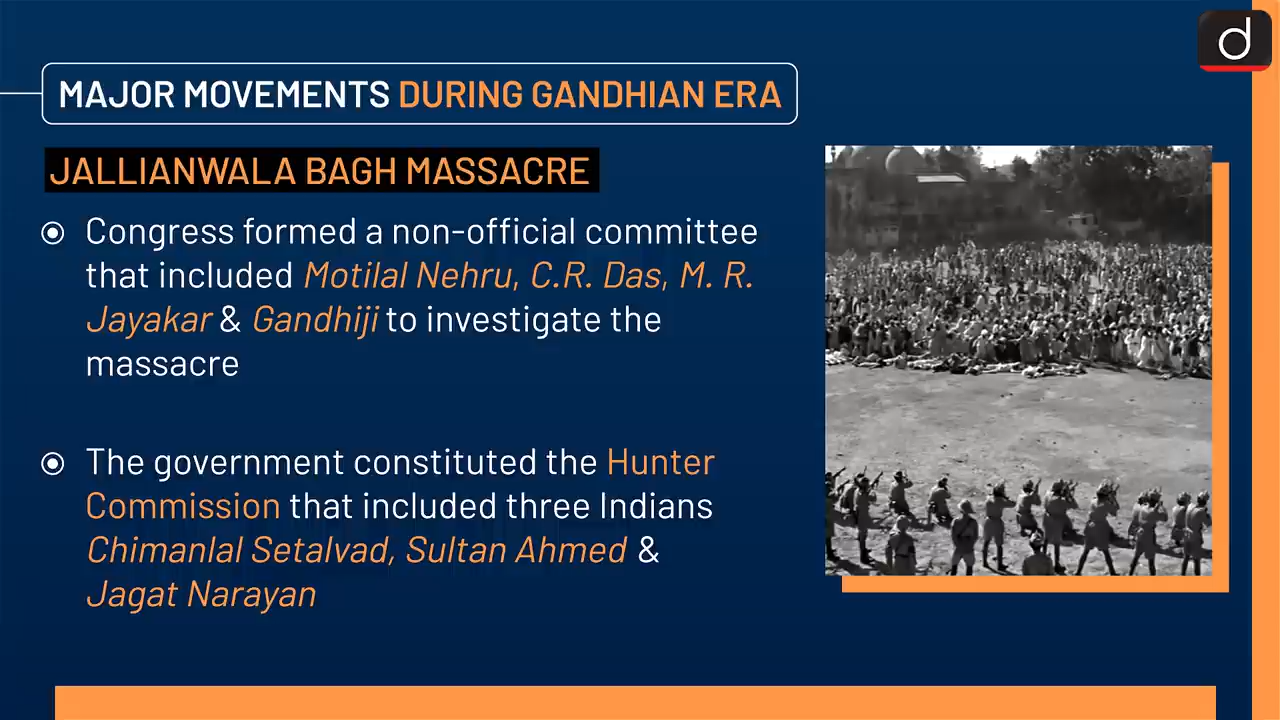 d
MAJOR MOVEMENTS DURING GANDHIAN ERA
JALLIANWALA BAGH MASSACRE
Congress formed a non-official committee
that included Motilal Nehru, C.R. Das, M. R.
Jayakar & Gandhiji to investigate the
massacre
The government constituted the Hunter
Commission that included three Indians
Chimanlal Setalvad, Sultan Ahmed &
Jagat Narayan